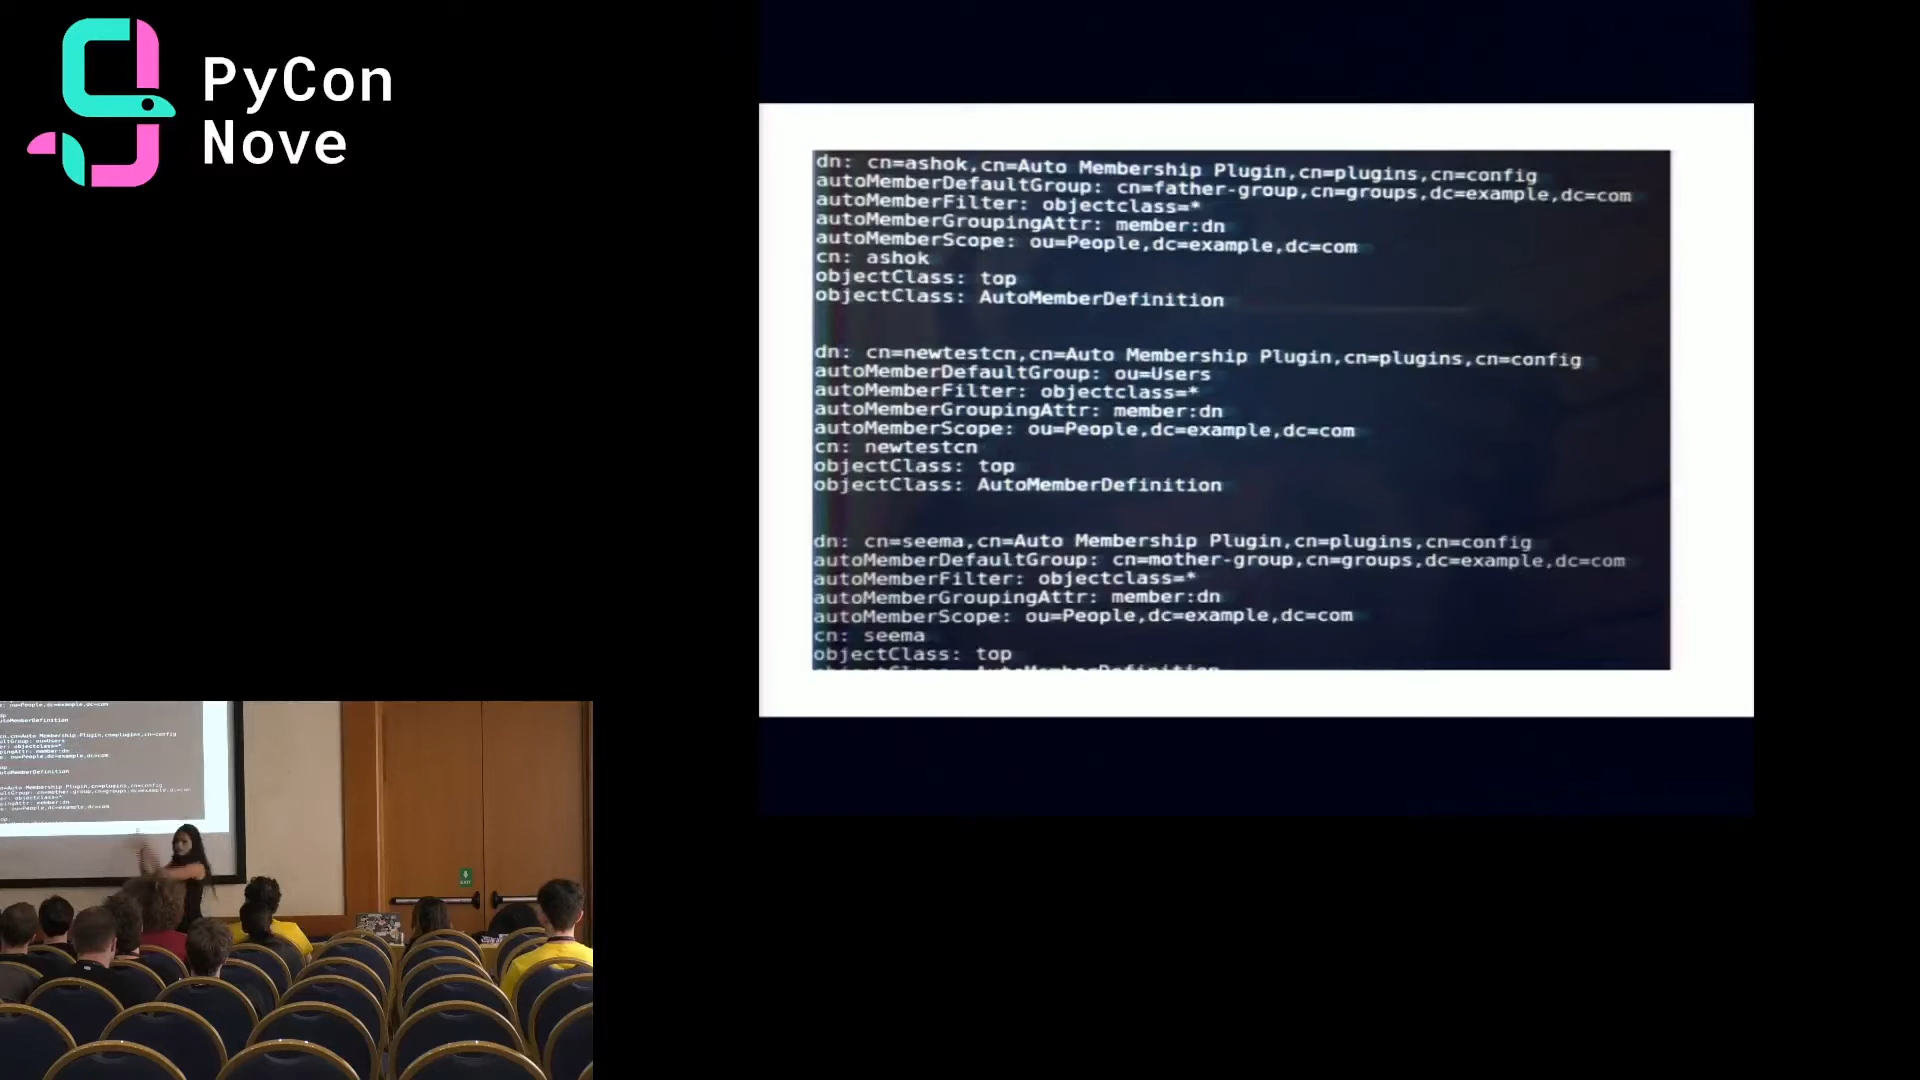 PyCon
Nove
dn: cn=ashok,cn=Auto Membership Plugin,cn=plugins,cn=config
autoMemberDefaultGroup: cn=father-group,cn=groups,dc=example,dc=com
autoMemberFilter: objectclass=*
autoMemberGroupingAttr: member:dn
autoMemberScope: ou=People,dc=example,dc=com
cn: ashok
objectClass: top
objectClass: AutoMemberDefinition
dn: cn=newtestcn,cn=Auto Membership Plugin,cn=plugins,cn=config
autoMemberDefaultGroup: ou=Users
autoMemberFilter: objectclass=*
autoMemberGroupingAttr: member:dn
autoMemberScope: ou=People,dc=example,dc=com
cn: newtestcn
objectClass: top
objectClass: AutoMemberDefinition
dn: cn=seema,cn=Auto Membership Plugin,cn=plugins,cn=config
autoMemberDefaultGroup: cn=mother-group,cn=groups,dc=example,dc=com
autoMemberFilter: objectclass=*
autoMemberGroupingAttr: member:dn
autoMemberScope: ou=People,dc=example,dc=com
cn: seema
objectClass: top